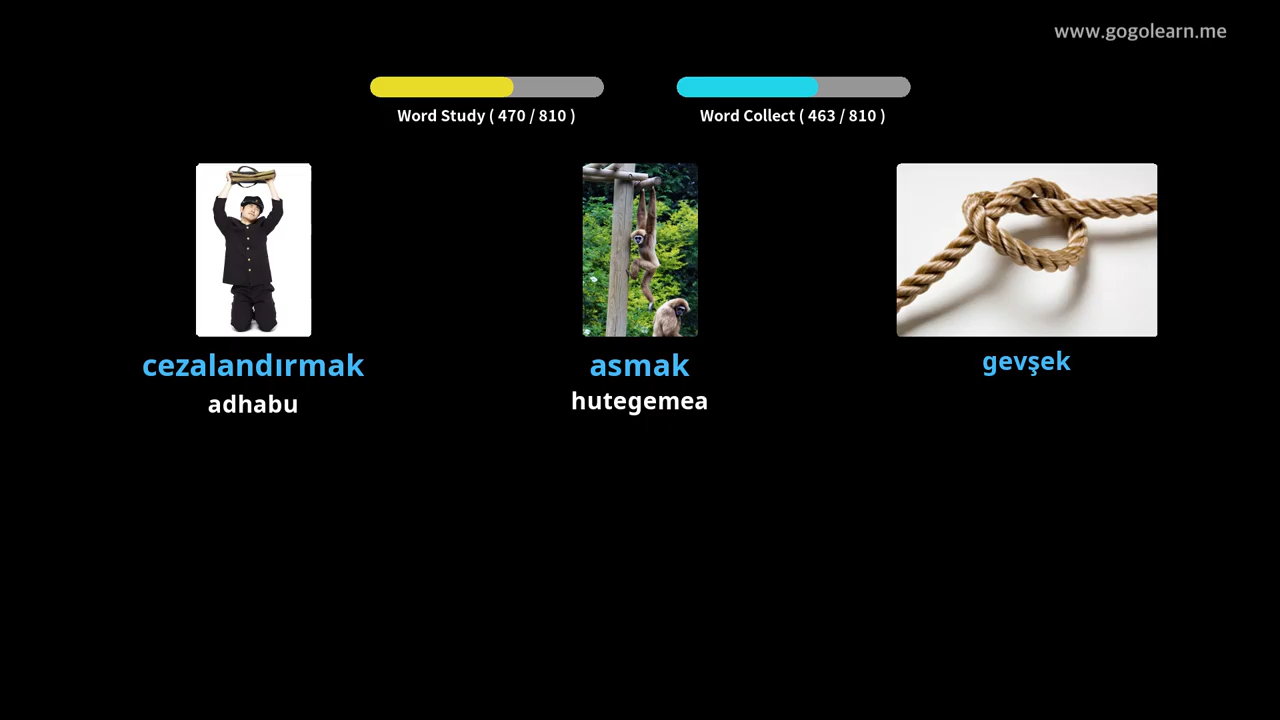 www.gogolearn.me
Word Study ( 470 / 810 )
Word Collect ( 463 / 810 )
cezalandırmak
adhabu
asmak
hutegemea
gevşek